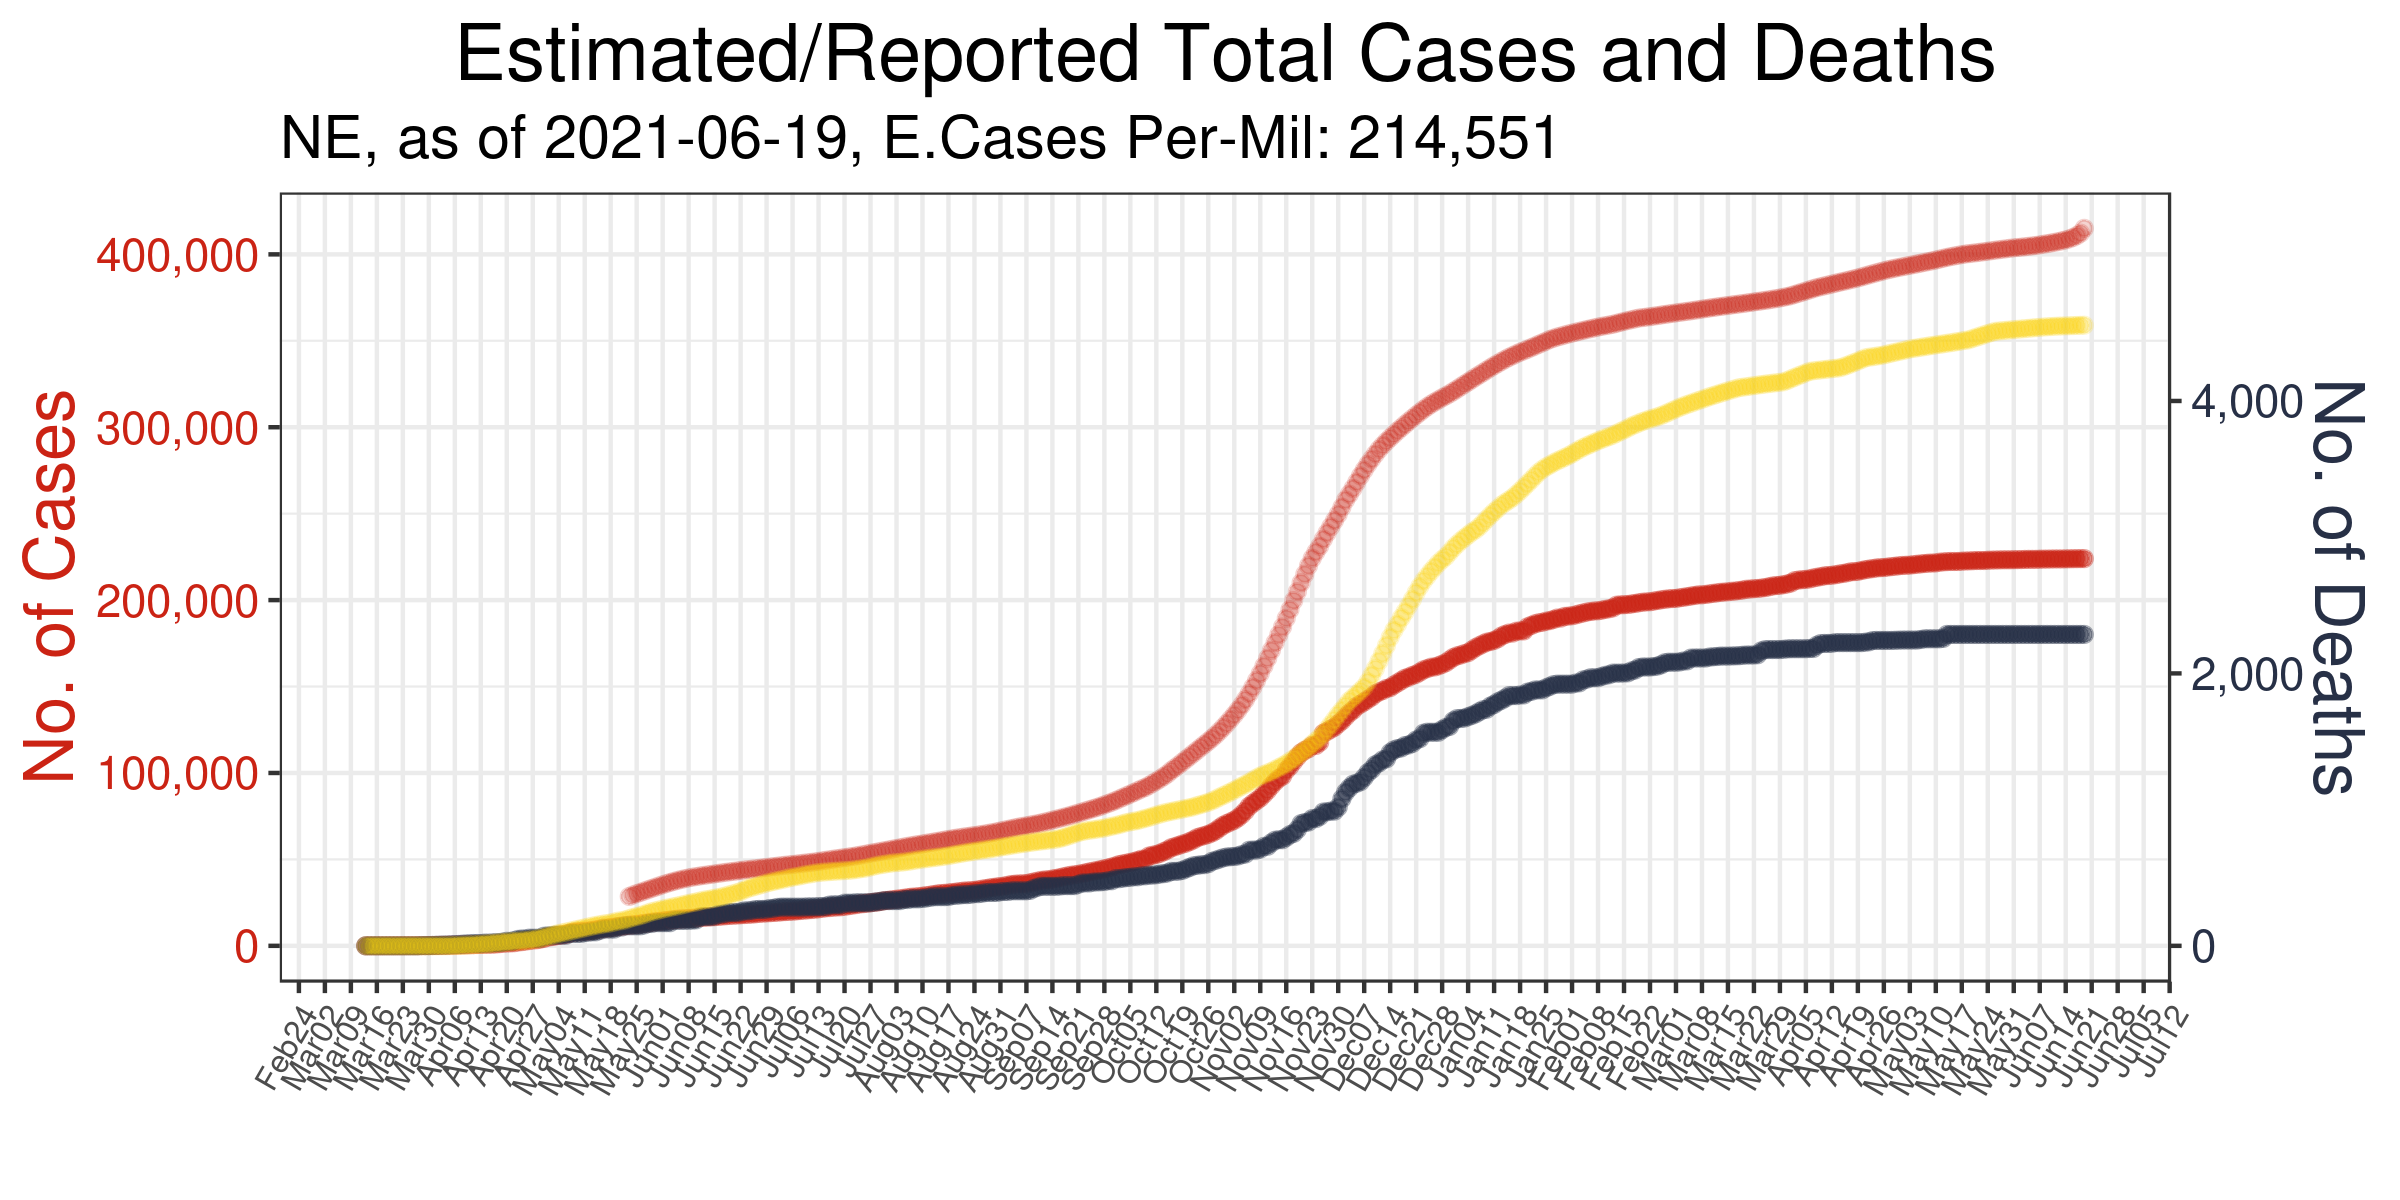 Estimated/Reported Total Cases and Deaths
NE, as of 2021-06-19, E.Cases Per-Mil: 214,551
No. of Cases
400,000
300,000
200,000
100,000
0
4,000
2,000
0
No. of Deaths
Feb24
Mar02
Mar09
Mar16
Mar23
Mar30
Apr06
Apr13
Apr20
Apr27
May04
May11
May18
May25
Jun01
Jun08
Jun15
Jun22
Jun29
Jul06
Jul13
Jul20
Jul27
Aug03
Aug10
Aug17
Aug24
Aug31
Sep07
Sep14
Sep21
Sep28
Oct05
Oct12
Oct19
Oct26
Nov02
Nov09
Nov16
Nov23
Nov30
Dec07
Dec14
Dec21
Dec28
Jan04
Jan11
Jan18
Jan25
Feb01
Feb08
Feb15
Feb22
Mar01
Mar08
Mar15
Mar22
Mar29
Apr05
Apr12
Apr19
Apr26
May03
May10
May17
May24
May31
Jun07
Jun14
Jun21
Jun28
Jul05
Jul12